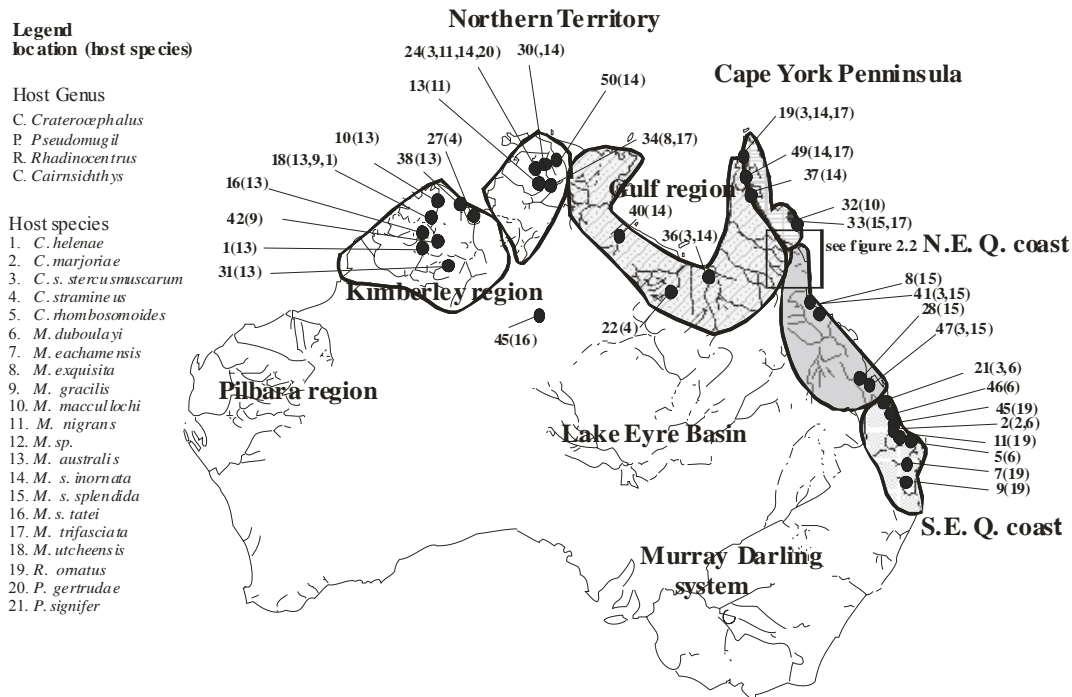 Legend
location (host species)
Host Genus
C. Crateroœphalus
P. Pseudomugil
R. Rhadinocentrus
C. Cairnsichthys
Host species
1. C. helenae
2. C. marjoriae
3. C. s. stercusmuscarum
4. C. stramineus
5. C. rhombosomoides
6. M. duboulayi
7. M. eachamensis
8. M. exquisita
9. M. gracilis
10. M. maccullochi
11. M. nigrans
12. M. sp.
13. M. australis
14. M. s. inornata
15. M. s. splendida
16. M. s. tatei
17. M. trifasciata
18. M. utcheensis
19. R. ornatus
20. P. gertrudae
21. P. signifer
Northern Territory
24(3,11,14,20)
30(,14)
13(11)
50(14)
Cape York Penninsula
10(13)
27(4)
34(8,17)
19(3,14,17)
18(13,9,1)
38(13)
49(14,17)
16(13)
37(14)
Gulf region
42(9)
40(14)
32(10)
33(15,17)
1(13)
36(3,14)
see figure 2.2
N.E. Q. coast
31(13)
Kimberley region
8(15)
41(3,15)
28(15)
22(4)
47(3,15)
45(16)
21(3,6)
Pilbara region
46(6)
45(19)
Lake Eyre Basin
2(2,6)
11(19)
5(6)
7(19)
9(19)
S.E. Q. coast
Murray Darling
system